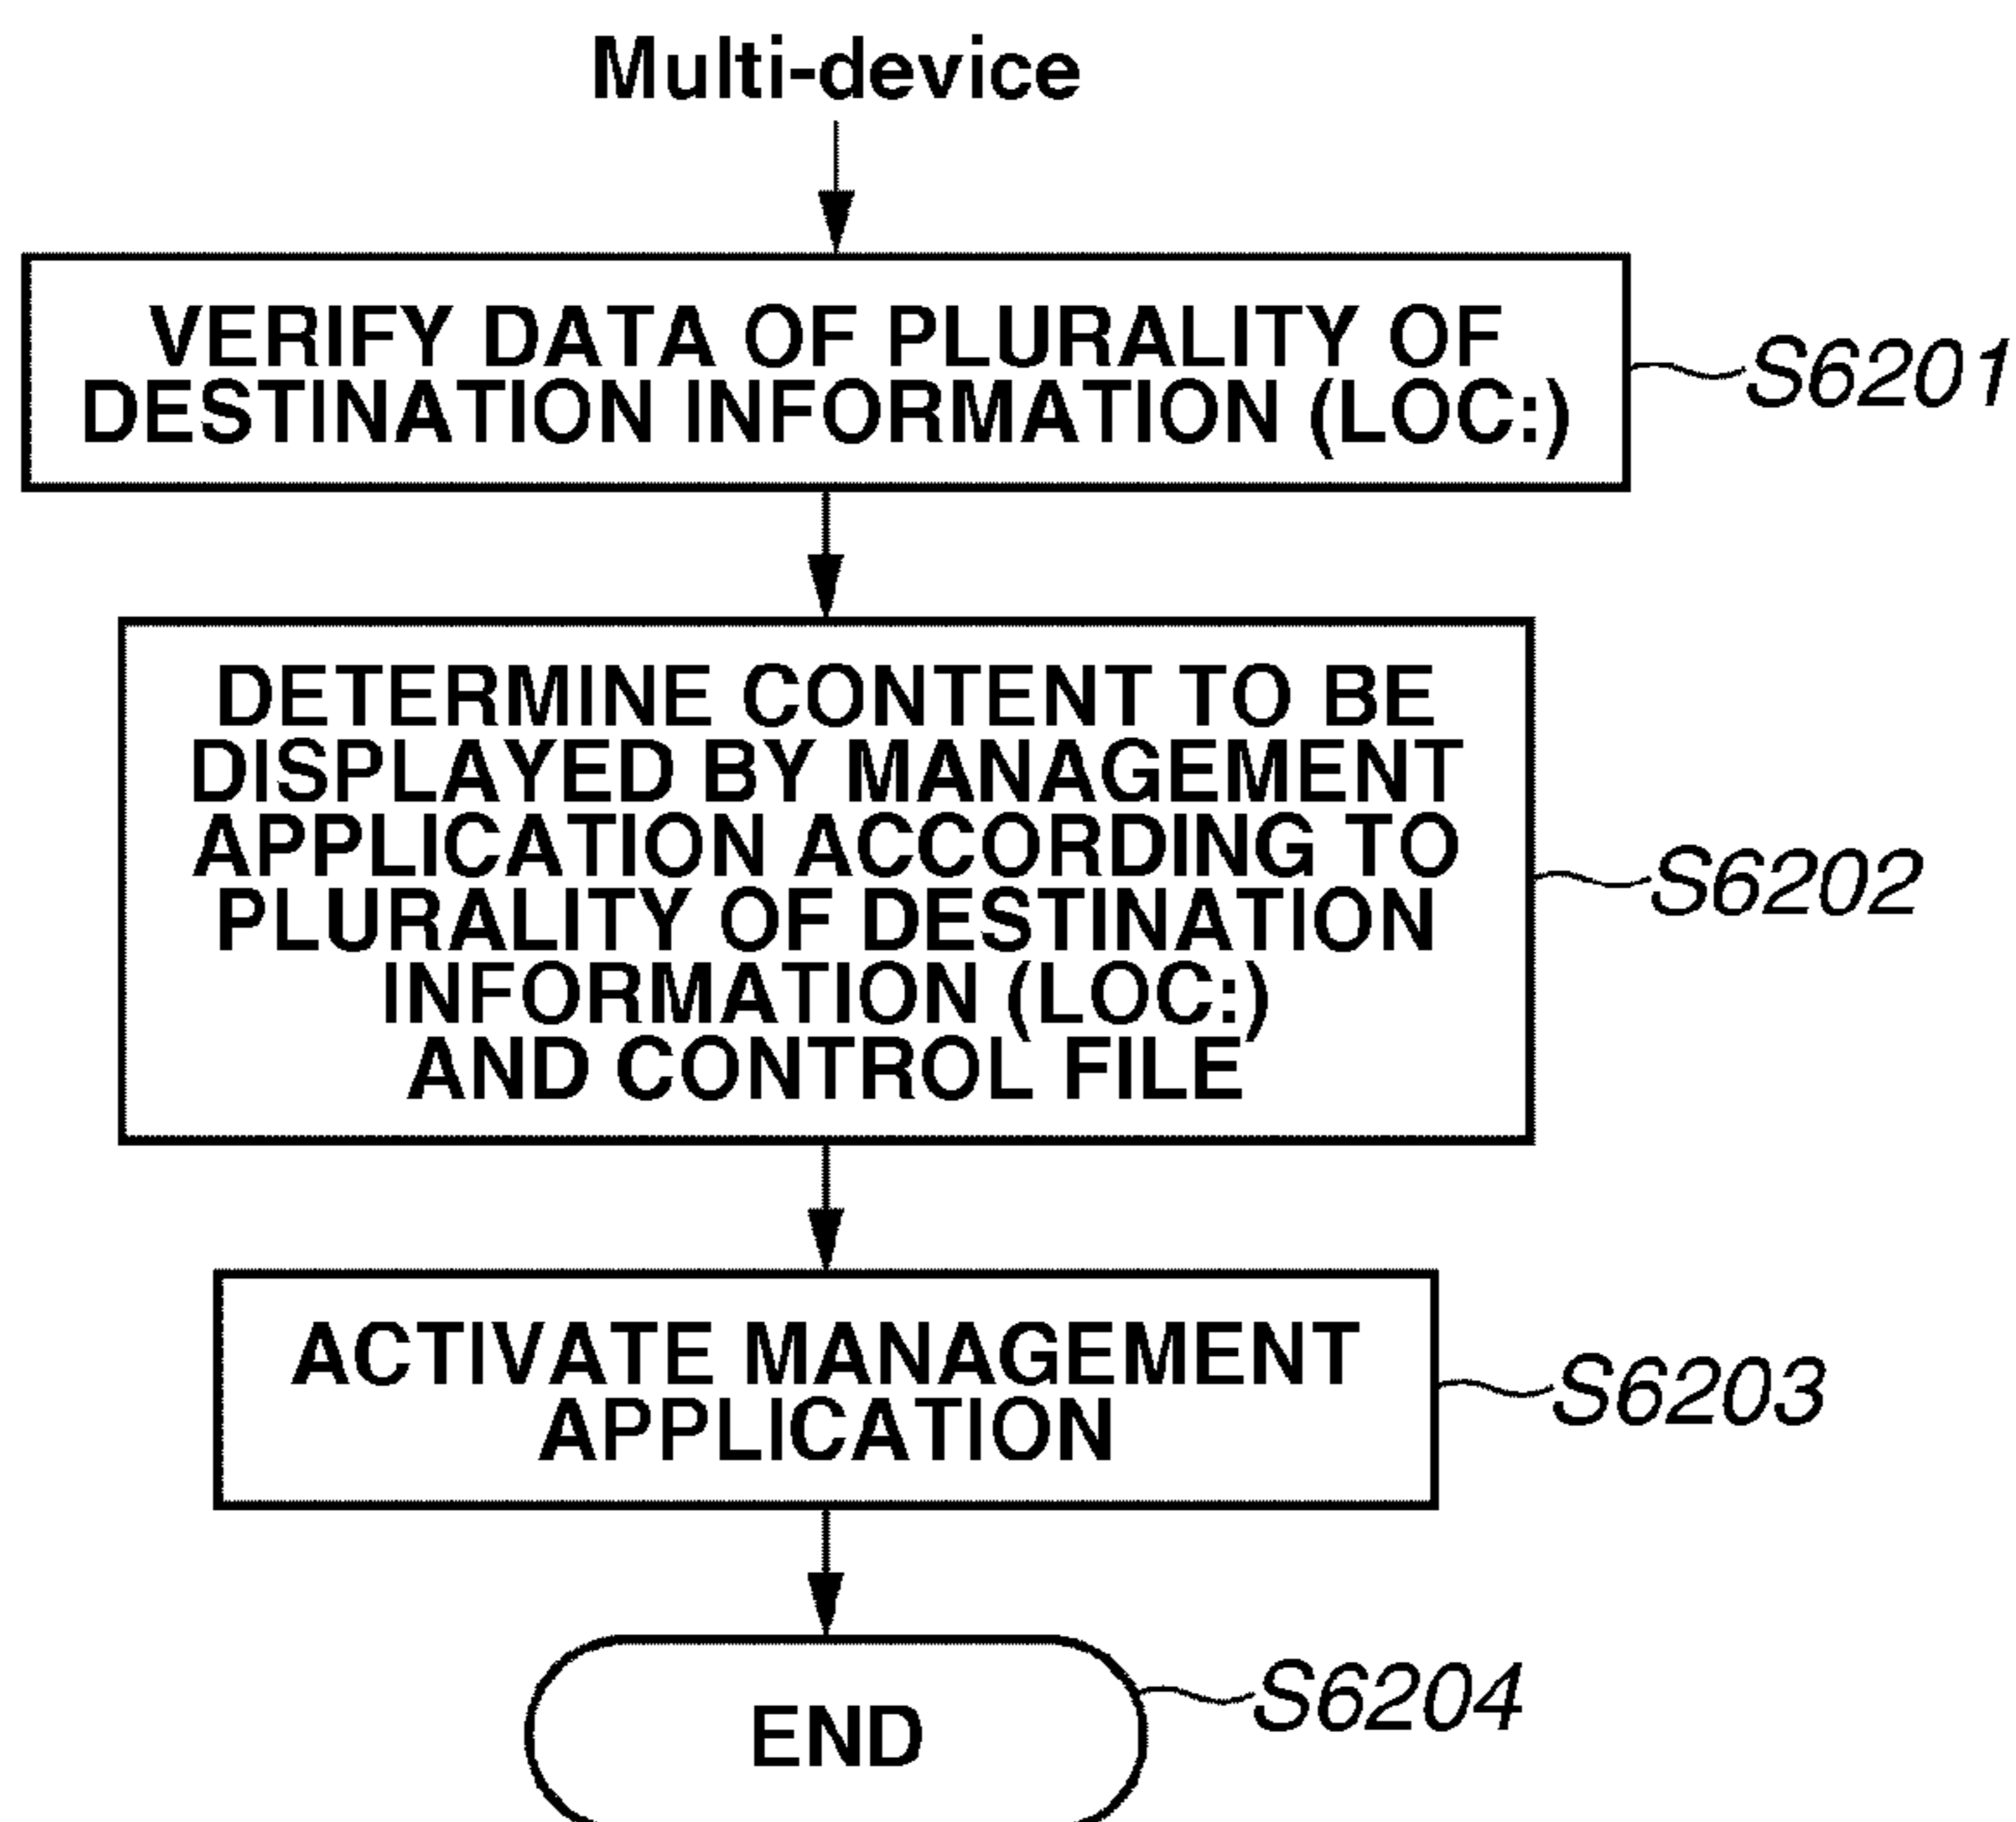 Multi-device
VERIFY DATA OF PLURALITY OF
DESTINATION INFORMATION (LOC:)
S6201
DETERMINE CONTENT TO BE
DISPLAYED BY MANAGEMENT
APPLICATION ACCORDING TO
PLURALITY OF DESTINATION
INFORMATION (LOC:)
AND CONTROL FILE
S6202
ACTIVATE MANAGEMENT
APPLICATION
S6203
END
S6204